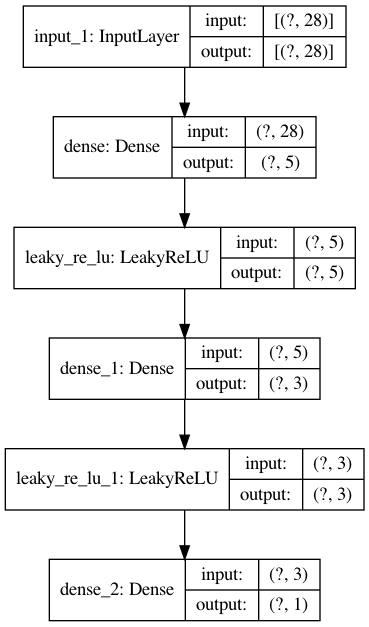 input_1: InputLayer
input: [(?, 28)]
output: [(?, 28)]
dense: Dense
input: (?, 28)
output: (?, 5)
leaky_re_lu: LeakyReLU
input: (?, 5)
output: (?, 5)
dense_1: Dense
input: (?, 5)
output: (?, 3)
leaky_re_lu_1: LeakyReLU
input: (?, 3)
output: (?, 3)
dense_2: Dense
input: (?, 3)
output: (?, 1)